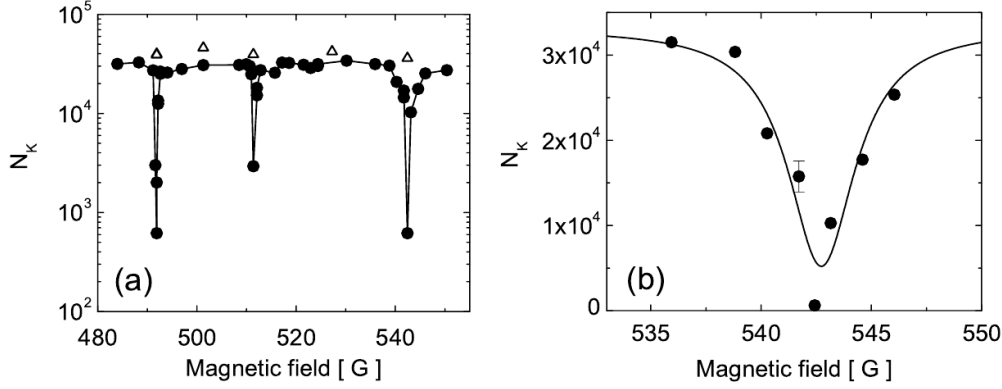 10^5
10^4
10^3
10^2
N_K
(a)
480 500 520 540
Magnetic field [ G ]
3x10^4
2x10^4
1x10^4
0
N_K
(b)
535 540 545 550
Magnetic field [ G ]